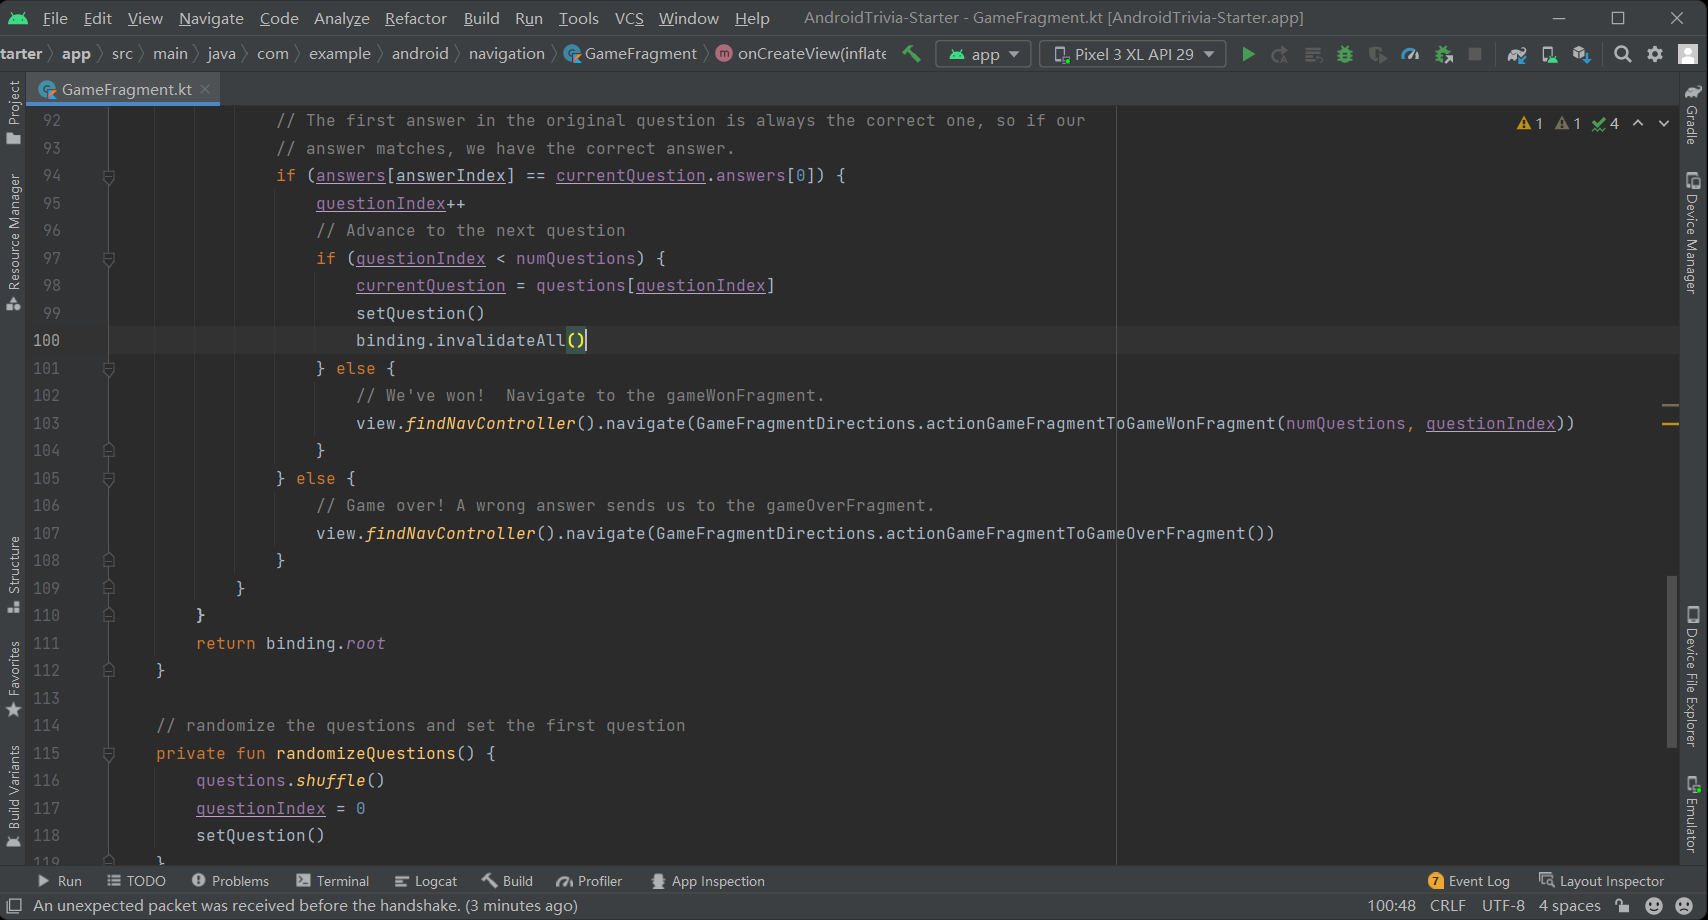 File Edit View Navigate Code Analyze Refactor Build Run Tools VCS Window Help AndroidTrivia-Starter - GameFragment.kt [AndroidTrivia-Starter.app]
tarter app src main java com example android navigation GameFragment onCreateView(inflate app Pixel 3 XL API 29
GameFragment.kt
Project
Resource Manager
Structure
Favorites
Build Variants
1 1 4
92 // The first answer in the original question is always the correct one, so if our
93 // answer matches, we have the correct answer.
94 if (answers[answerIndex] == currentQuestion.answers[0]) {
95 questionIndex++
96 // Advance to the next question
97 if (questionIndex < numQuestions) {
98 currentQuestion = questions[questionIndex]
99 setQuestion()
100 binding.invalidateAll()
101 } else {
102 // We've won!  Navigate to the gameWonFragment.
103 view.findNavController().navigate(GameFragmentDirections.actionGameFragmentToGameWonFragment(numQuestions, questionIndex))
104 }
105 } else {
106 // Game over! A wrong answer sends us to the gameOverFragment.
107 view.findNavController().navigate(GameFragmentDirections.actionGameFragmentToGameOverFragment())
108 }
109 }
110 }
111 return binding.root
112 }
113
114 // randomize the questions and set the first question
115 private fun randomizeQuestions() {
116 questions.shuffle()
117 questionIndex = 0
118 setQuestion()
119 }
Gradle
Device Manager
Device File Explorer
Emulator
Run TODO Problems Terminal Logcat Build Profiler App Inspection 7 Event Log Layout Inspector
An unexpected packet was received before the handshake. (3 minutes ago) 100:48 CRLF UTF-8 4 spaces